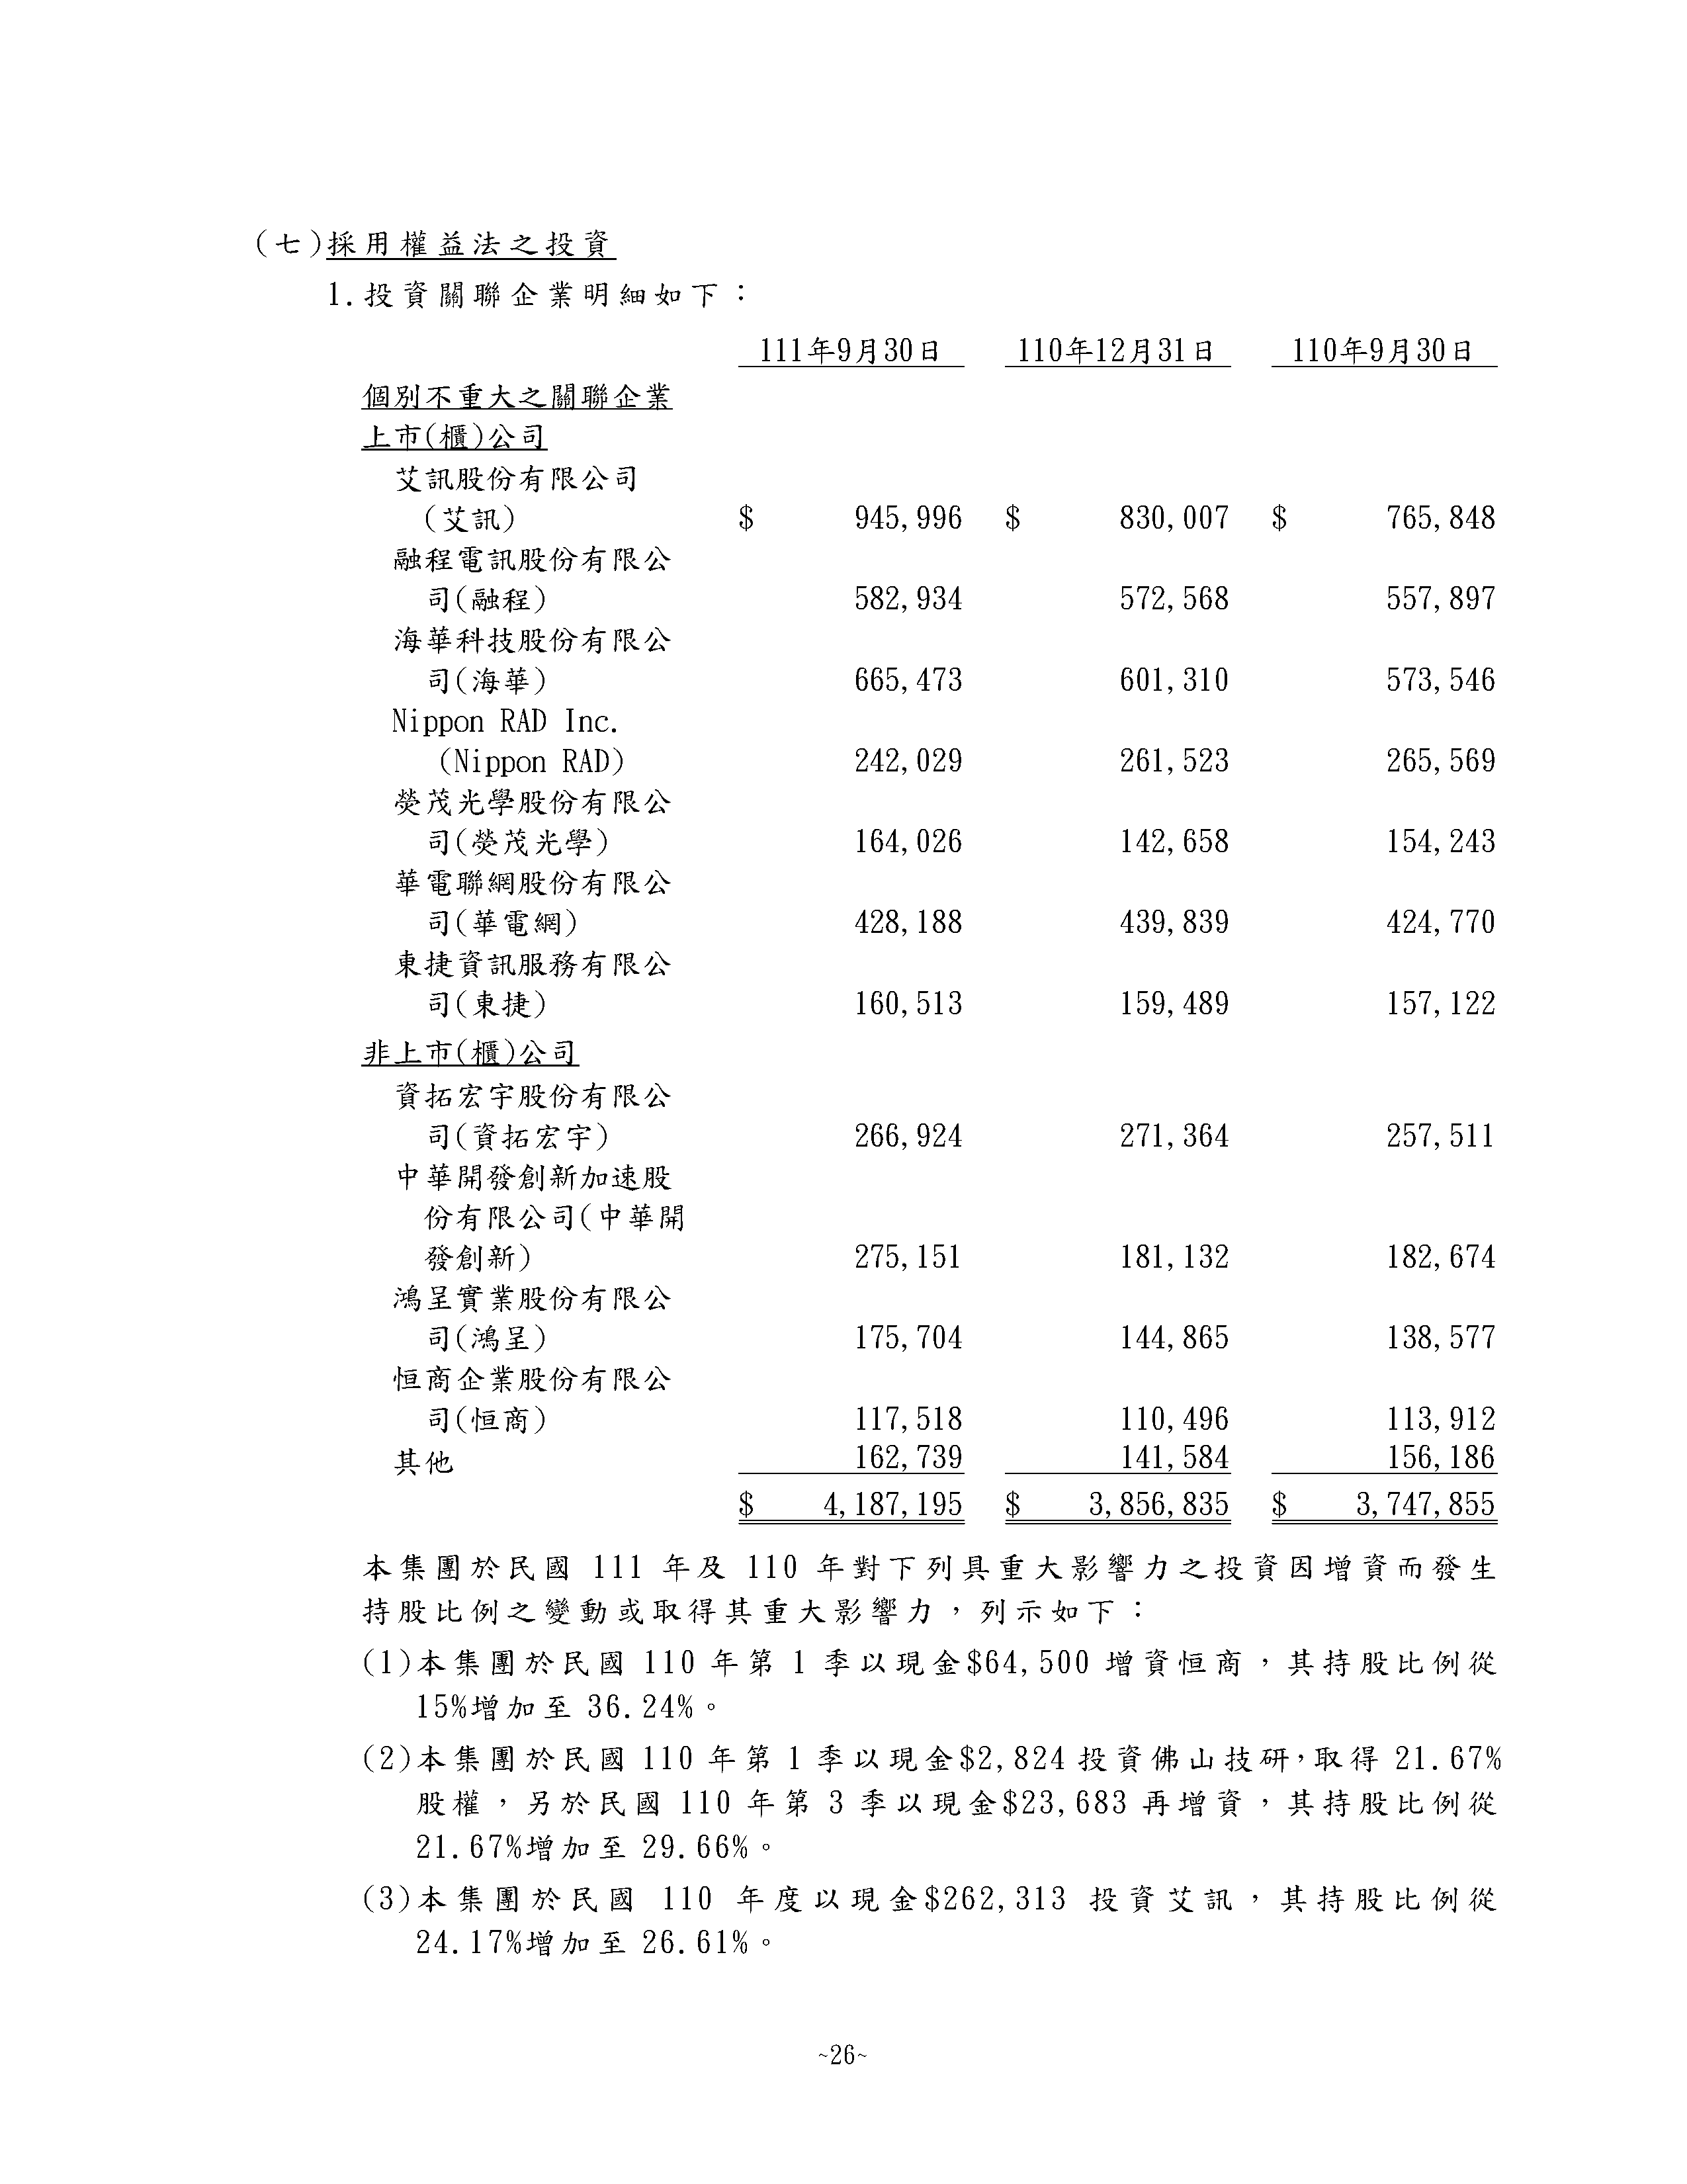 (七)採用權益法之投資
1.投資關聯企業明細如下：
111年9月30日 110年12月31日 110年9月30日
個別不重大之關聯企業
上市(櫃)公司
艾訊股份有限公司
(艾訊) $ 945,996 $ 830,007 $ 765,848
融程電訊股份有限公
司(融程) 582,934 572,568 557,897
海華科技股份有限公
司(海華) 665,473 601,310 573,546
Nippon RAD Inc.
(Nippon RAD) 242,029 261,523 265,569
熒茂光學股份有限公
司(熒茂光學) 164,026 142,658 154,243
華電聯網股份有限公
司(華電網) 428,188 439,839 424,770
東捷資訊服務有限公
司(東捷) 160,513 159,489 157,122
非上市(櫃)公司
資拓宏宇股份有限公
司(資拓宏宇) 266,924 271,364 257,511
中華開發創新加速股
份有限公司(中華開
發創新) 275,151 181,132 182,674
鴻呈實業股份有限公
司(鴻呈) 175,704 144,865 138,577
恒商企業股份有限公
司(恒商) 117,518 110,496 113,912
其他 162,739 141,584 156,186
$ 4,187,195 $ 3,856,835 $ 3,747,855
本集團於民國 111 年及 110 年對下列具重大影響力之投資因增資而發生
持股比例之變動或取得其重大影響力，列示如下：
(1)本集團於民國 110 年第 1 季以現金$64,500 增資恒商，其持股比例從
15%增加至 36.24%。
(2)本集團於民國 110 年第 1 季以現金$2,824 投資佛山技研，取得 21.67%
股權，另於民國 110 年第 3 季以現金$23,683 再增資，其持股比例從
21.67%增加至 29.66%。
(3)本集團於民國 110 年度以現金$262,313 投資艾訊，其持股比例從
24.17%增加至 26.61%。
~26~